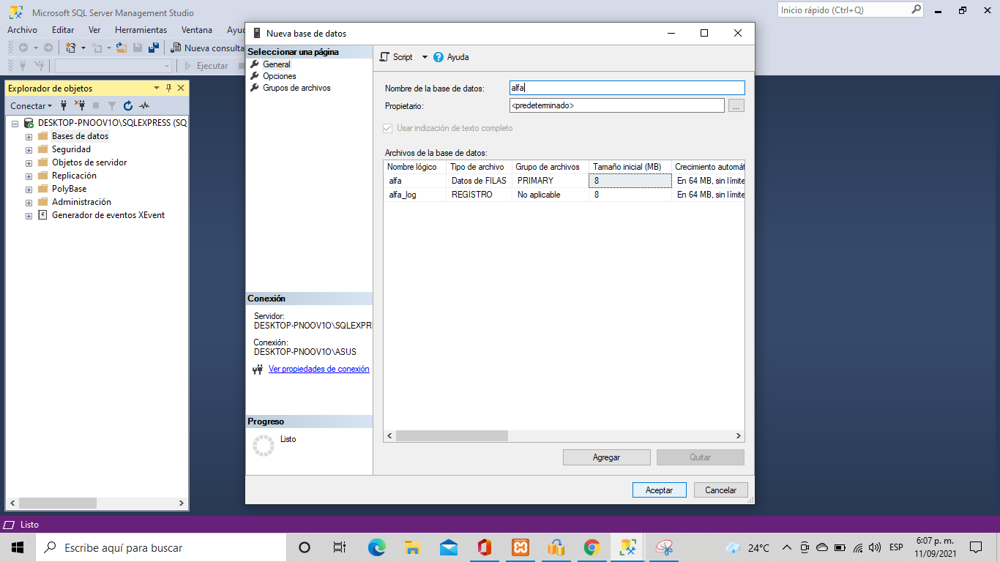 Microsoft SQL Server Management Studio
Inicio rápido (Ctrl+Q)
Archivo Editar Ver Herramientas Ventana Ayu
Nueva consulta
Ejecutar
Explorador de objetos
Conectar
DESKTOP-PNOOV1O\SQLEXPRESS (SQ
Bases de datos
Seguridad
Objetos de servidor
Replicación
PolyBase
Administración
Generador de eventos XEvent
Nueva base de datos
Seleccionar una página
General
Opciones
Grupos de archivos
Conexión
Servidor:
DESKTOP-PNOOV1O\SQLEXPRE
Conexión:
DESKTOP-PNOOV1O\ASUS
Ver propiedades de conexión
Progreso
Listo
Script Ayuda
Nombre de la base de datos: alfa
Propietario: <predeterminado> ...
Usar indización de texto completo
Archivos de la base de datos:
Nombre lógico Tipo de archivo Grupo de archivos Tamaño inicial (MB) Crecimiento automát
alfa Datos de FILAS PRIMARY 8 En 64 MB, sin límite
alfa_log REGISTRO No aplicable 8 En 64 MB, sin límite
Agregar Quitar
Aceptar Cancelar
Listo
Escribe aquí para buscar
24°C
ESP
6:07 p. m.
11/09/2021